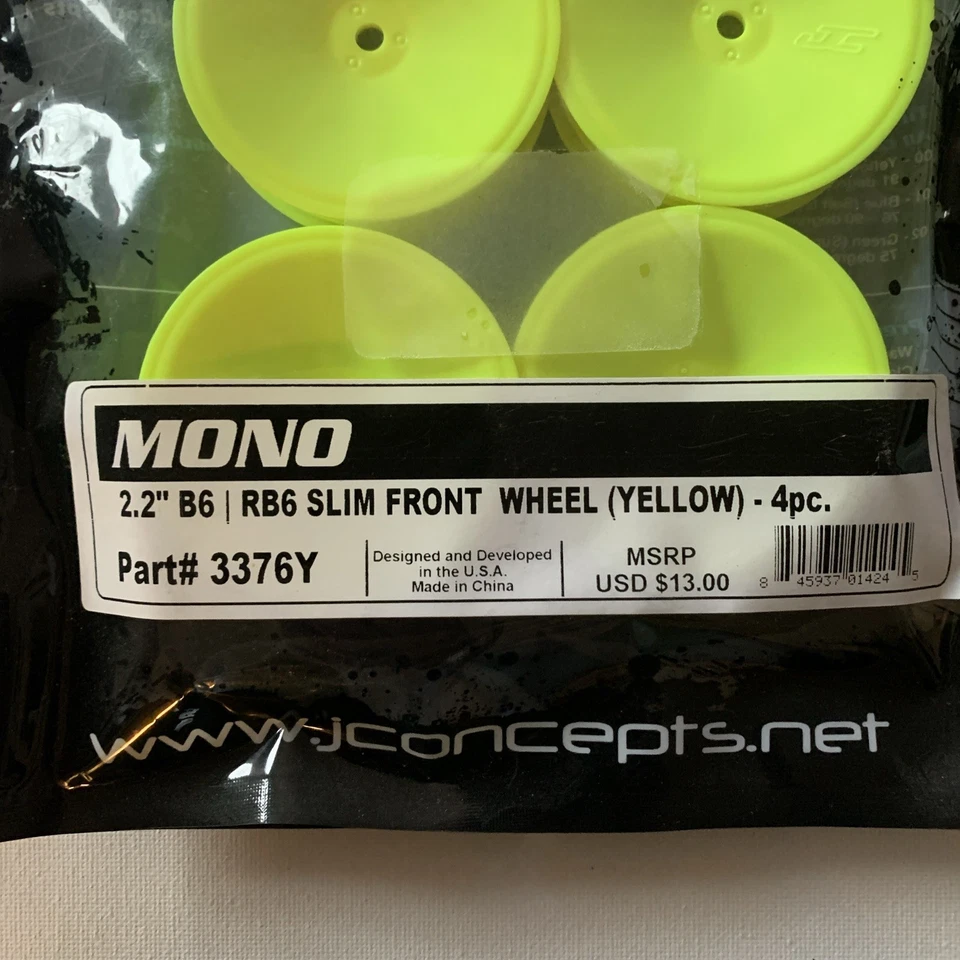 MONO
2.2" B6 | RB6 SLIM FRONT WHEEL (YELLOW) - 4pc.
Part# 3376Y
Designed and Developed
in the U.S.A.
Made in China
MSRP
USD $13.00
8 45937 01424 5
www.jconcepts.net